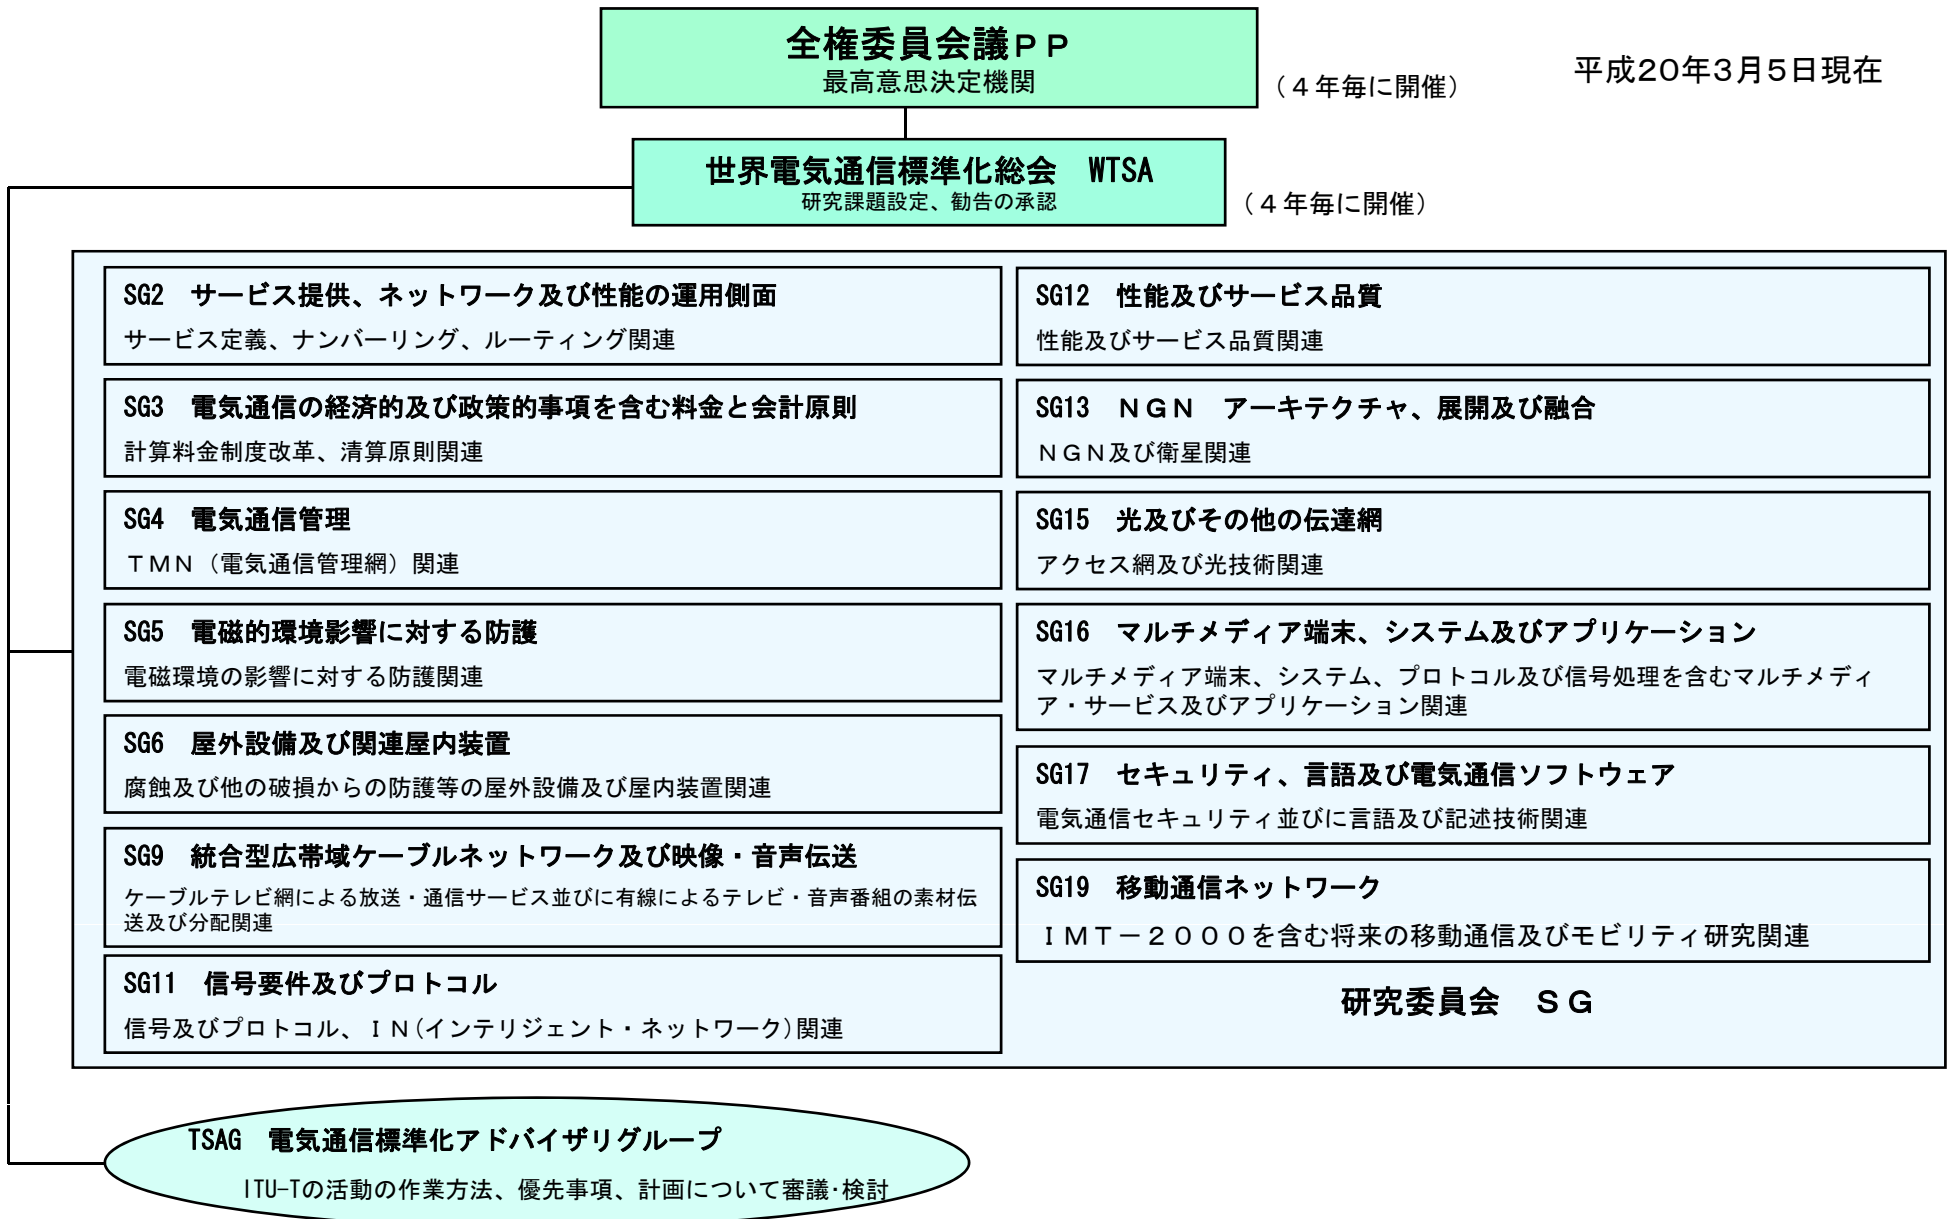 全権委員会議ＰＰ
最高意思決定機関
（４年毎に開催）
平成20年3月5日現在
世界電気通信標準化総会　WTSA
研究課題設定、勧告の承認
（４年毎に開催）
SG2　サービス提供、ネットワーク及び性能の運用側面
サービス定義、ナンバーリング、ルーティング関連
SG3　電気通信の経済的及び政策的事項を含む料金と会計原則
計算料金制度改革、清算原則関連
SG4　電気通信管理
ＴＭＮ（電気通信管理網）関連
SG5　電磁的環境影響に対する防護
電磁環境の影響に対する防護関連
SG6　屋外設備及び関連屋内装置
腐蝕及び他の破損からの防護等の屋外設備及び屋内装置関連
SG9　統合型広帯域ケーブルネットワーク及び映像・音声伝送
ケーブルテレビ網による放送・通信サービス並びに有線によるテレビ・音声番組の素材伝
送及び分配関連
SG11　信号要件及びプロトコル
信号及びプロトコル、ＩＮ(インテリジェント・ネットワーク)関連
SG12　性能及びサービス品質
性能及びサービス品質関連
SG13　ＮＧＮ　アーキテクチャ、展開及び融合
ＮＧＮ及び衛星関連
SG15　光及びその他の伝達網
アクセス網及び光技術関連
SG16　マルチメディア端末、システム及びアプリケーション
マルチメディア端末、システム、プロトコル及び信号処理を含むマルチメディ
ア・サービス及びアプリケーション関連
SG17　セキュリティ、言語及び電気通信ソフトウェア
電気通信セキュリティ並びに言語及び記述技術関連
SG19　移動通信ネットワーク
ＩＭＴ－２０００を含む将来の移動通信及びモビリティ研究関連
研究委員会　ＳＧ
TSAG　電気通信標準化アドバイザリグループ
ITU-Tの活動の作業方法、優先事項、計画について審議･検討